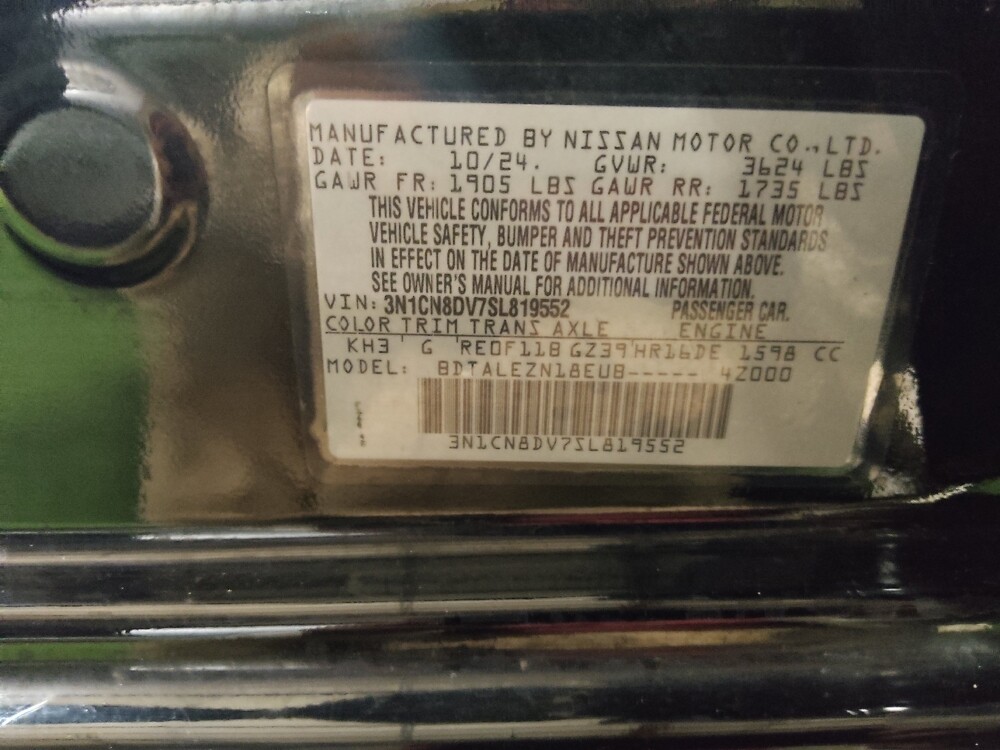 MANUFACTURED BY NISSAN MOTOR CO.,LTD.
DATE: 10/24. GVWR: 3624 LBS
GAWR FR: 1905 LBS GAWR RR: 1735 LBS
THIS VEHICLE CONFORMS TO ALL APPLICABLE FEDERAL MOTOR
VEHICLE SAFETY, BUMPER AND THEFT PREVENTION STANDARDS
IN EFFECT ON THE DATE OF MANUFACTURE SHOWN ABOVE.
SEE OWNER'S MANUAL FOR ADDITIONAL INFORMATION.
VIN: 3N1CN8DV7SL819552 PASSENGER CAR.
COLOR TRIM TRANS AXLE ENGINE
KH3 G RE0F11B GZ39 HR16DE 1598 CC
MODEL: BDTALEZN18EUB----- 4Z000
3N1CN8DV7SL819552